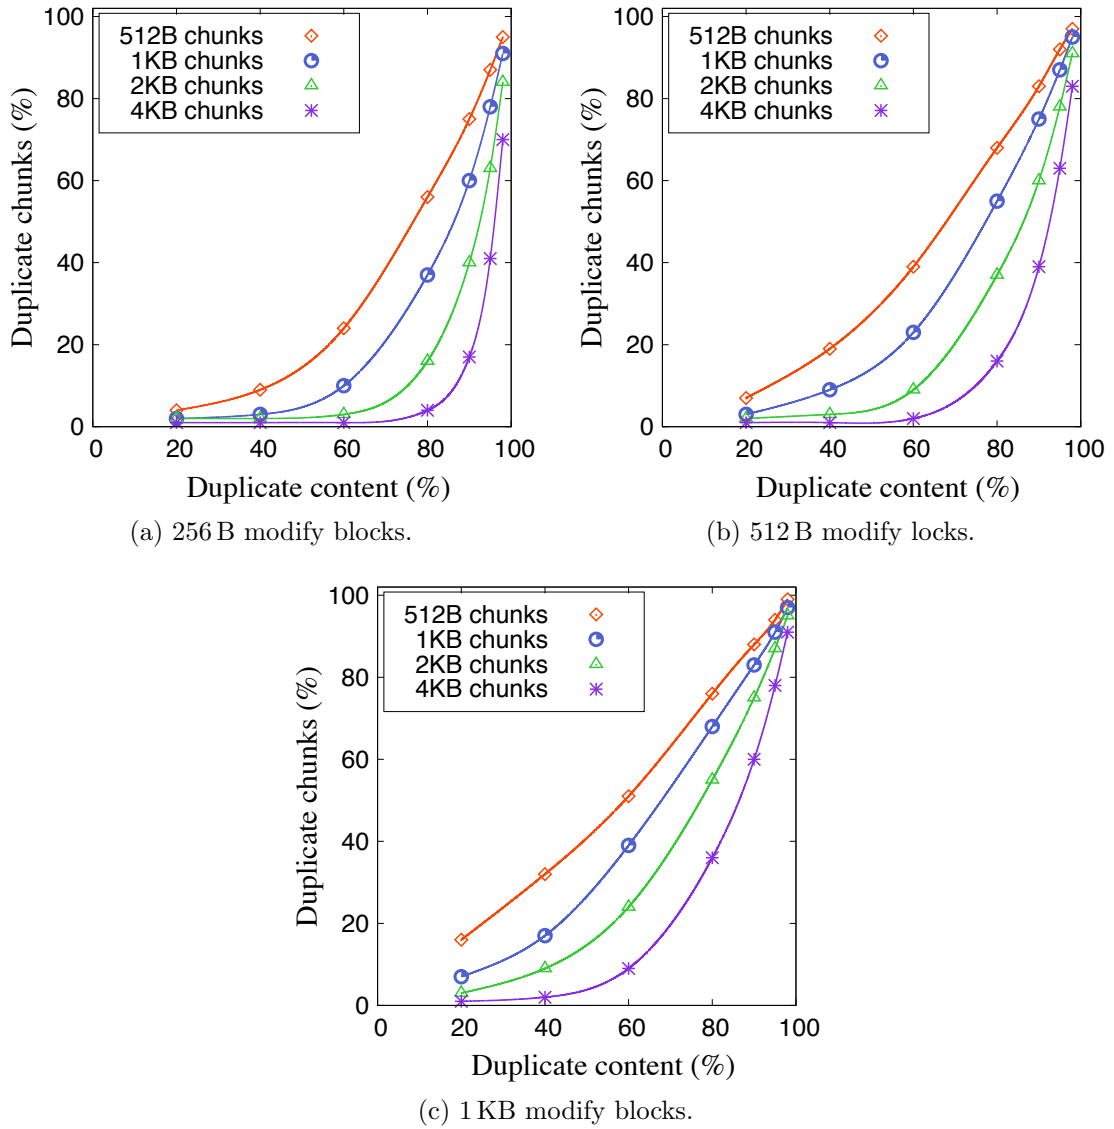 100
80
60
40
20
0
Duplicate chunks (%)
512B chunks
1KB chunks
2KB chunks
4KB chunks
0 20 40 60 80 100
Duplicate content (%)
(a) 256 B modify blocks.
100
80
60
40
20
0
Duplicate chunks (%)
512B chunks
1KB chunks
2KB chunks
4KB chunks
0 20 40 60 80 100
Duplicate content (%)
(b) 512 B modify locks.
100
80
60
40
20
0
Duplicate chunks (%)
512B chunks
1KB chunks
2KB chunks
4KB chunks
0 20 40 60 80 100
Duplicate content (%)
(c) 1 KB modify blocks.